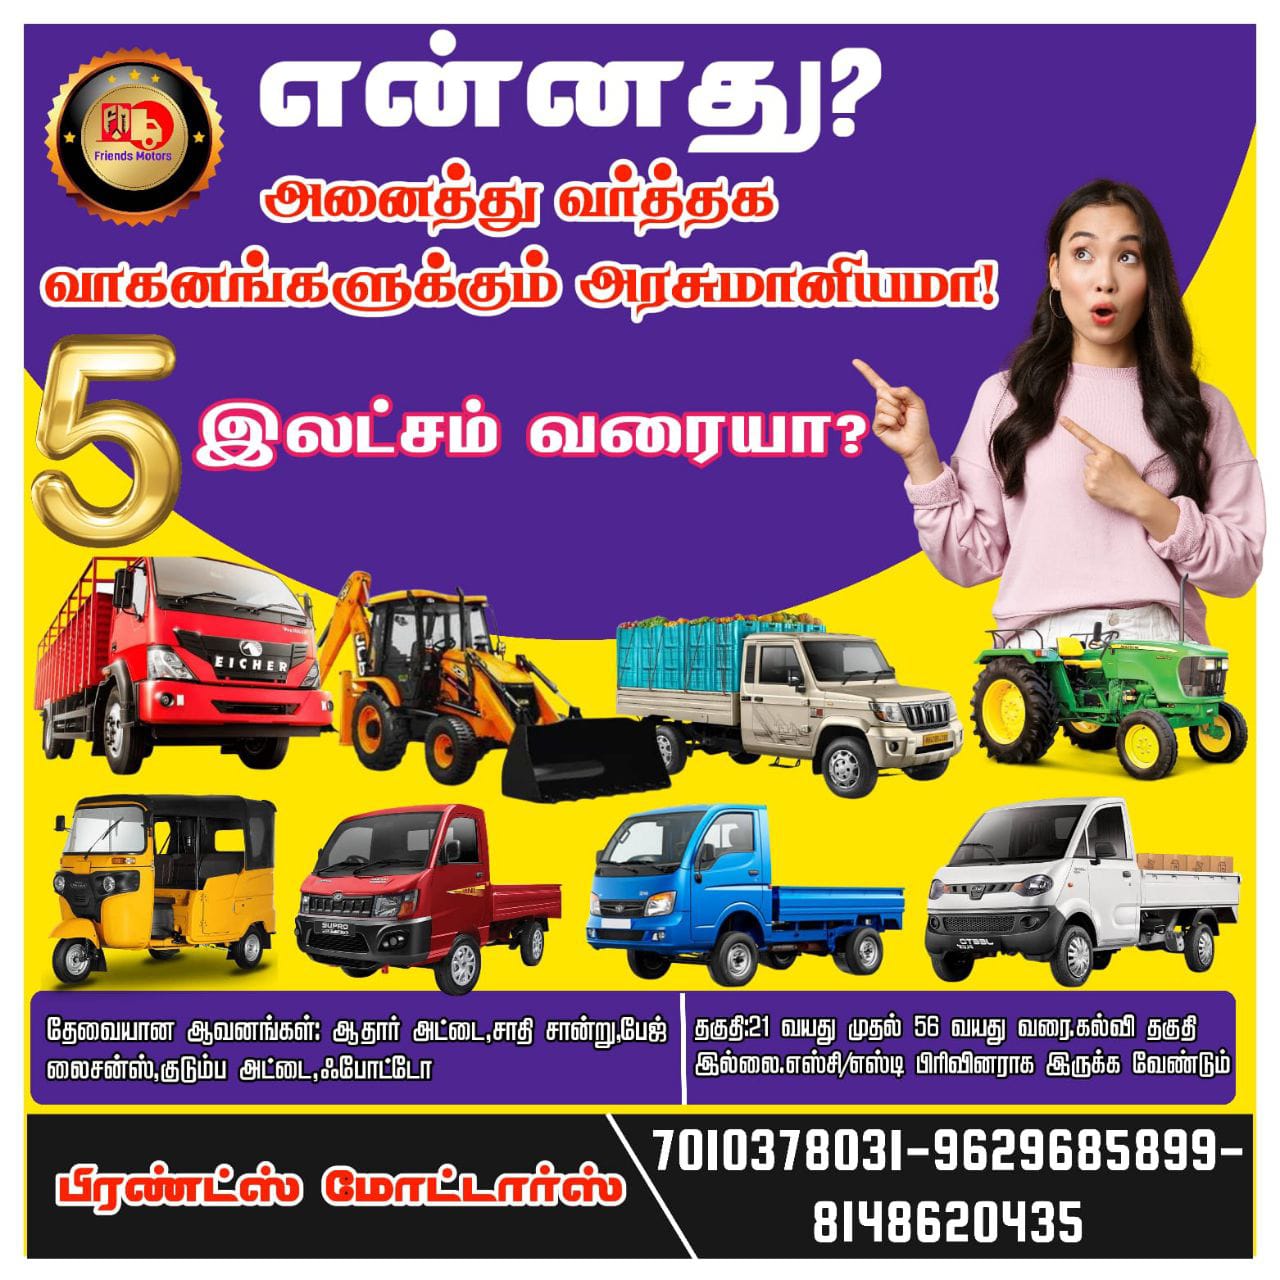 Friends Motors
என்னது?
அனைத்து வர்த்தக
வாகனங்களுக்கும் அரசுமானியமா!
5 இலட்சம் வரையா?
EICHER
JCB
SUPRO
தேவையான ஆவனங்கள்: ஆதார் அட்டை,சாதி சான்று,பேஜ்
லைசன்ஸ்,குடும்ப அட்டை,ஃபோட்டோ
தகுதி:21 வயது முதல் 56 வயது வரை.கல்வி தகுதி
இல்லை.எஸ்சி/எஸ்டி பிரிவினராக இருக்க வேண்டும்
பிரண்ட்ஸ் மோட்டார்ஸ்
7010378031-9629685899-
8148620435